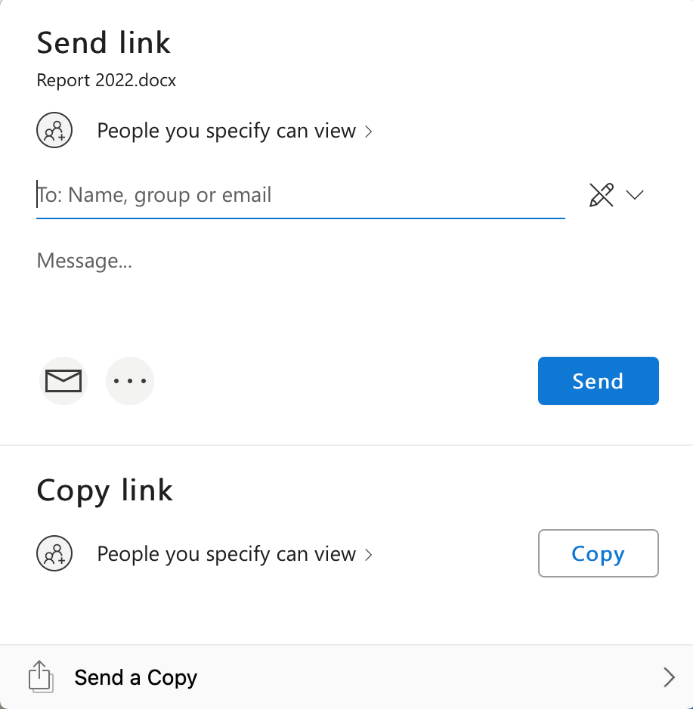 Send link
Report 2022.docx
People you specify can view
To: Name, group or email
Message...
Send
Copy link
People you specify can view
Copy
Send a Copy